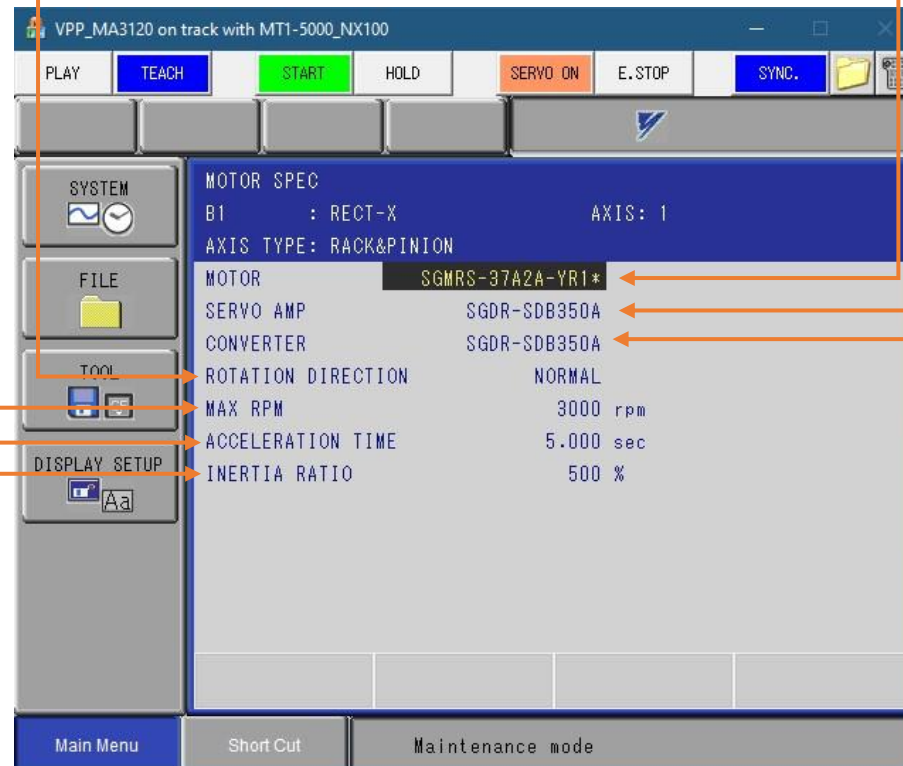 VPP_MA3120 on track with MT1-5000_NX100
PLAY TEACH START HOLD SERVO ON E.STOP SYNC.
SYSTEM
FILE
TOOL
DISPLAY SETUP
Aa
MOTOR SPEC
B1 : RECT-X AXIS: 1
AXIS TYPE: RACK&PINION
MOTOR SGMRS-37A2A-YR1*
SERVO AMP SGDR-SDB350A
CONVERTER SGDR-SDB350A
ROTATION DIRECTION NORMAL
MAX RPM 3000 rpm
ACCELERATION TIME 5.000 sec
INERTIA RATIO 500 %
Main Menu Short Cut Maintenance mode